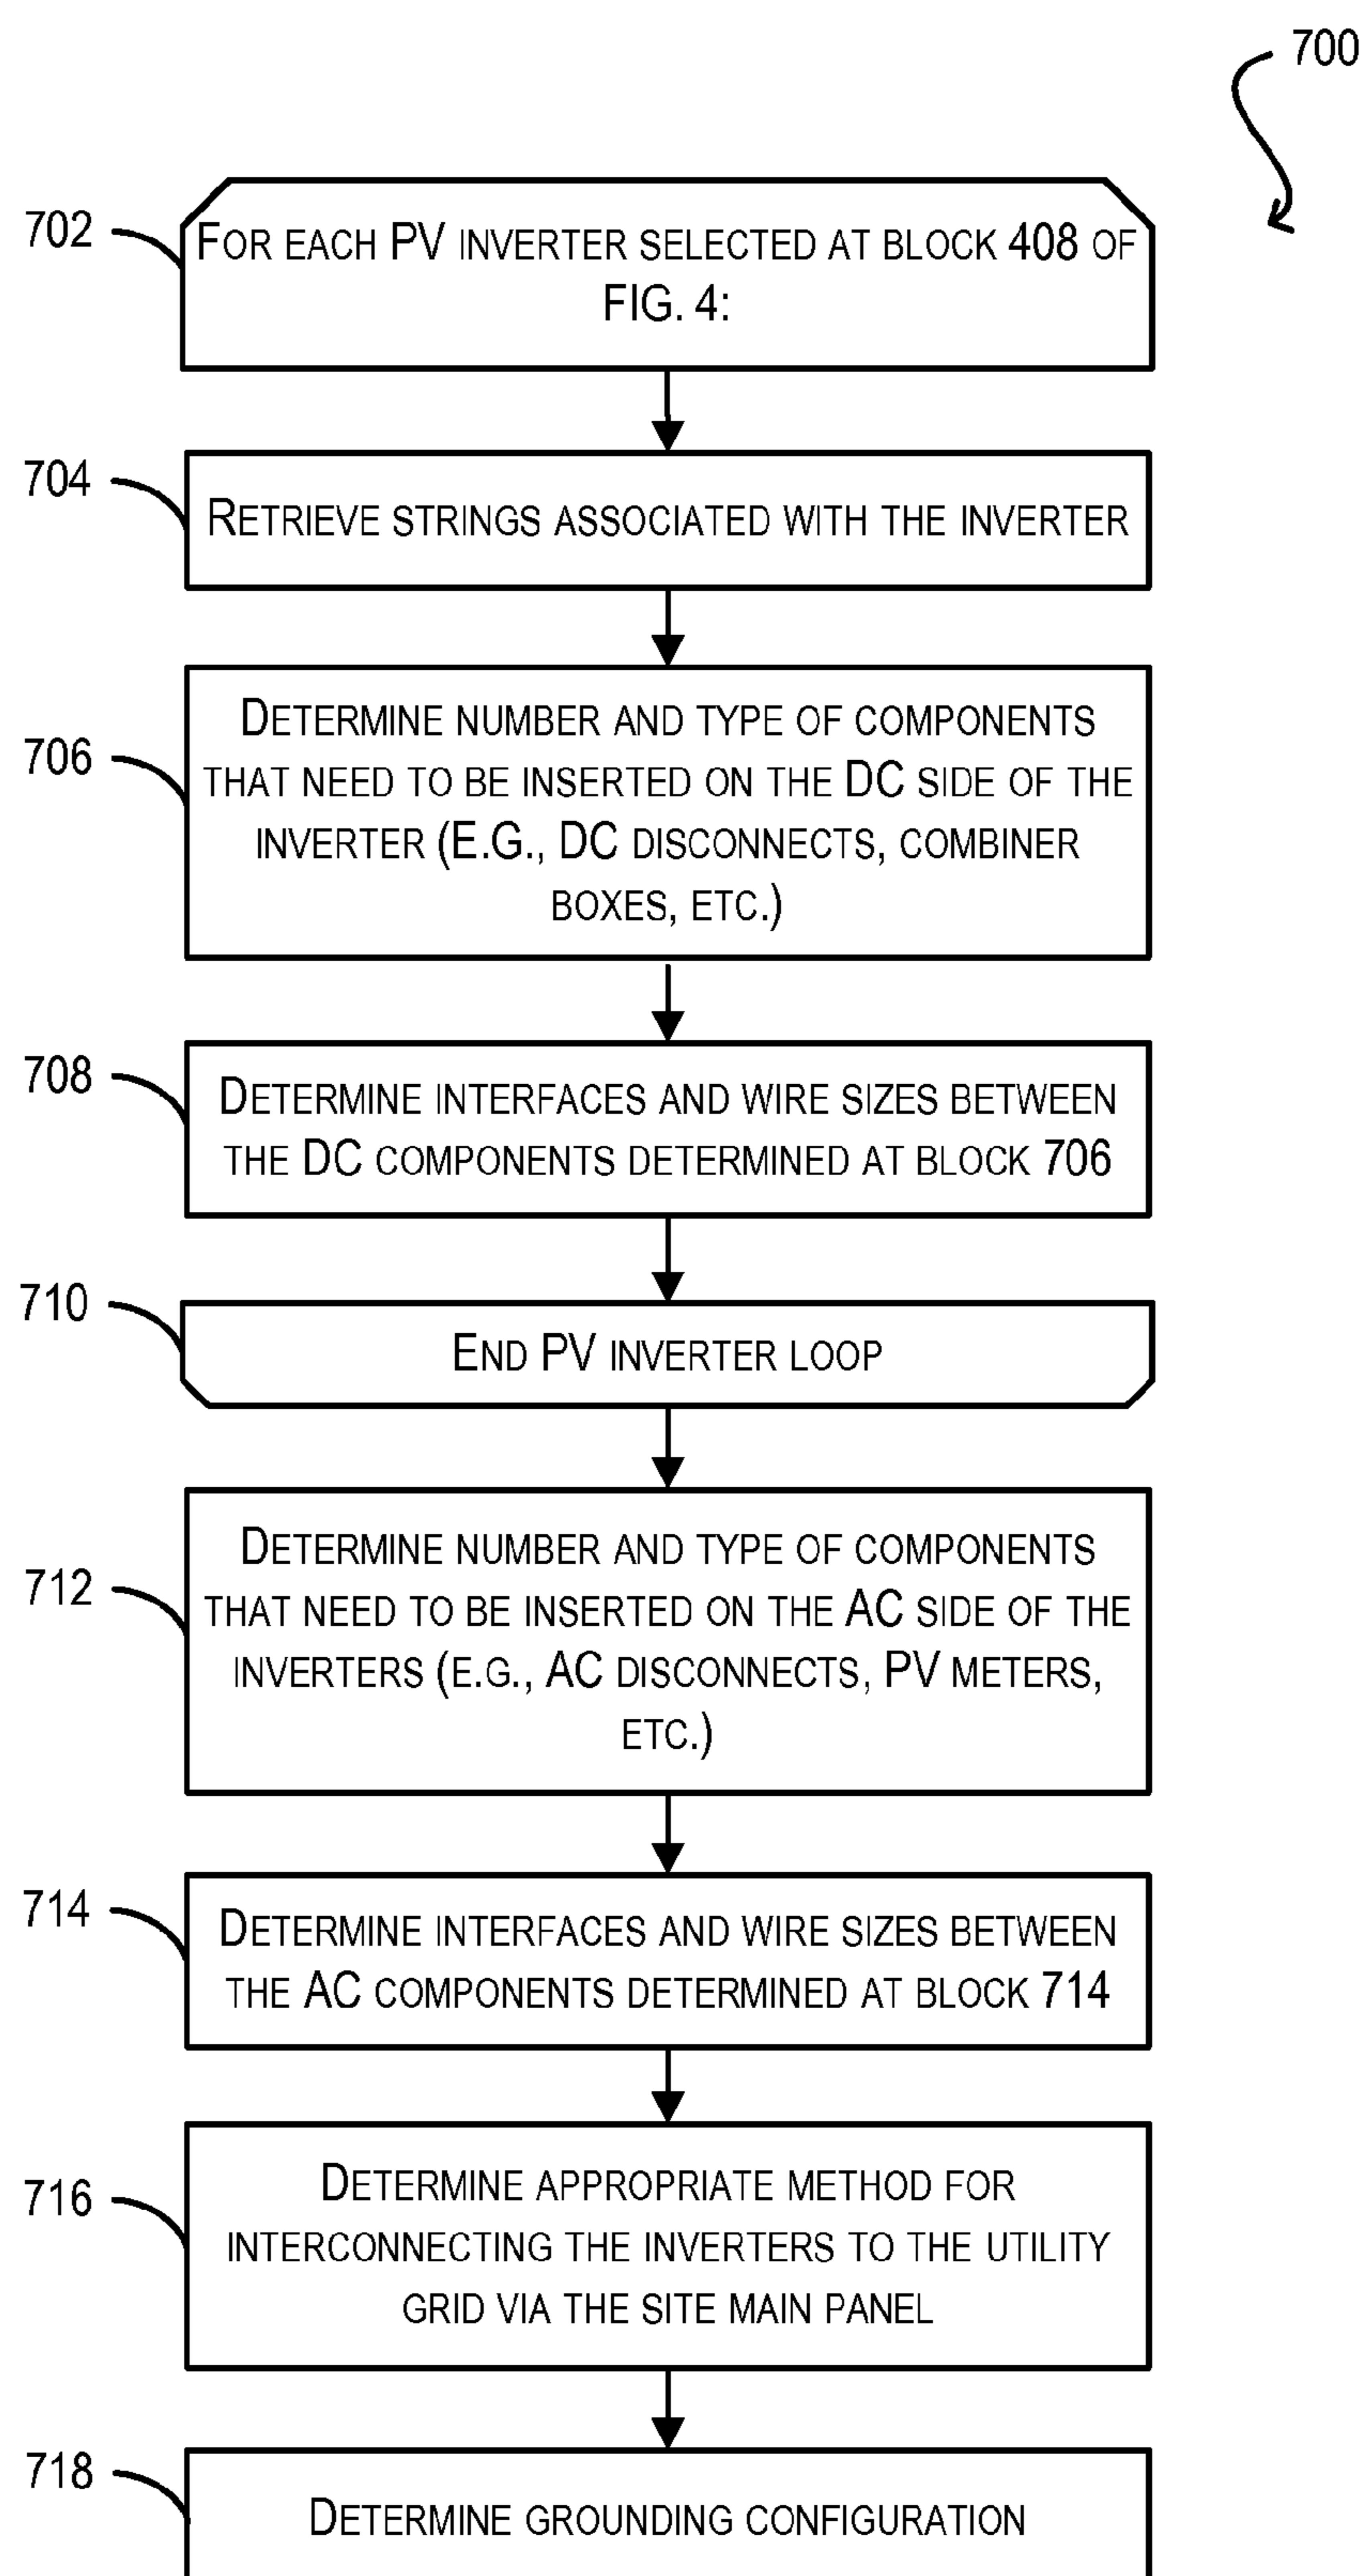 700
702
FOR EACH PV INVERTER SELECTED AT BLOCK 408 OF
FIG. 4:
704
RETRIEVE STRINGS ASSOCIATED WITH THE INVERTER
706
DETERMINE NUMBER AND TYPE OF COMPONENTS
THAT NEED TO BE INSERTED ON THE DC SIDE OF THE
INVERTER (E.G., DC DISCONNECTS, COMBINER
BOXES, ETC.)
708
DETERMINE INTERFACES AND WIRE SIZES BETWEEN
THE DC COMPONENTS DETERMINED AT BLOCK 706
710
END PV INVERTER LOOP
712
DETERMINE NUMBER AND TYPE OF COMPONENTS
THAT NEED TO BE INSERTED ON THE AC SIDE OF THE
INVERTERS (E.G., AC DISCONNECTS, PV METERS,
ETC.)
714
DETERMINE INTERFACES AND WIRE SIZES BETWEEN
THE AC COMPONENTS DETERMINED AT BLOCK 714
716
DETERMINE APPROPRIATE METHOD FOR
INTERCONNECTING THE INVERTERS TO THE UTILITY
GRID VIA THE SITE MAIN PANEL
718
DETERMINE GROUNDING CONFIGURATION